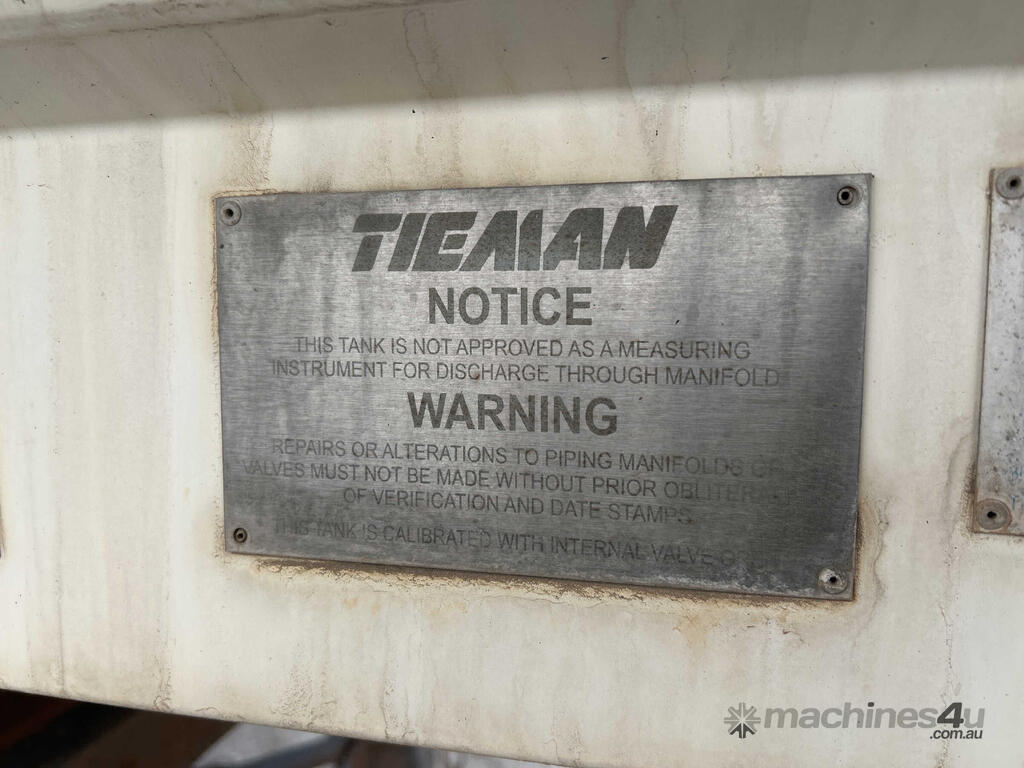 TIEMAN
NOTICE
THIS TANK IS NOT APPROVED AS A MEASURING
INSTRUMENT FOR DISCHARGE THROUGH MANIFOLD
WARNING
REPAIRS OR ALTERATIONS TO PIPING MANIFOLDS
VALVES MUST NOT BE MADE WITHOUT PRIOR
OF VERIFICATION AND DATE STAMPS
THIS TANK IS CALIBRATED WITH INTERNAL VALVE
machines4u
.com.au